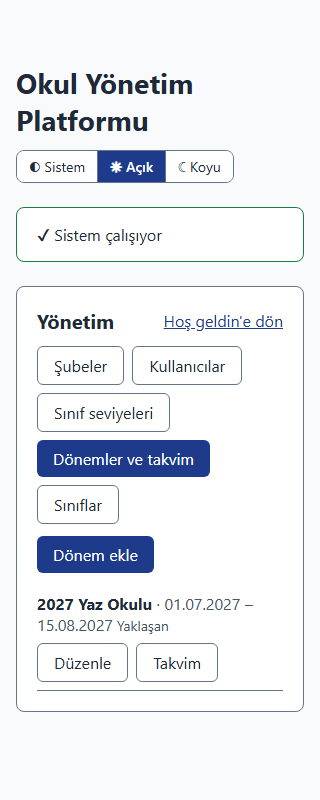 Okul Yönetim
Platformu
◐ Sistem ☀ Açık ☾ Koyu
✓ Sistem çalışıyor
Yönetim Hoş geldin'e dön
Şubeler Kullanıcılar
Sınıf seviyeleri
Dönemler ve takvim
Sınıflar
Dönem ekle
2027 Yaz Okulu · 01.07.2027 –
15.08.2027 Yaklaşan
Düzenle Takvim